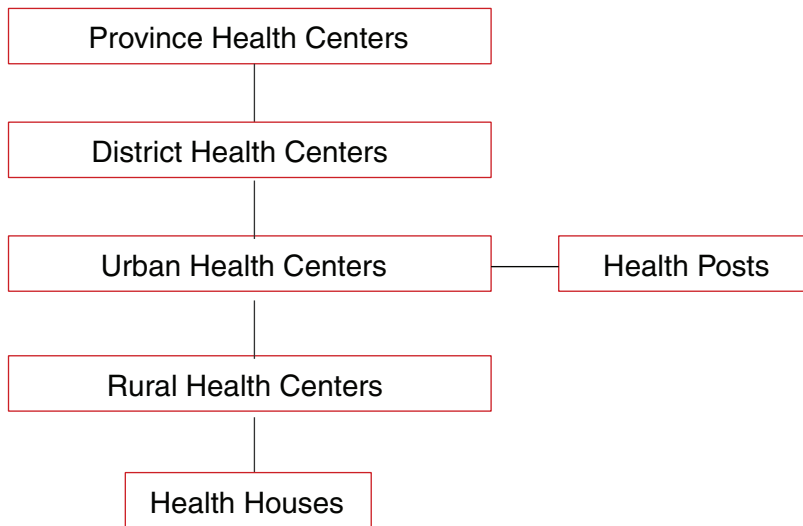 Province Health Centers
District Health Centers
Urban Health Centers
Health Posts
Rural Health Centers
Health Houses